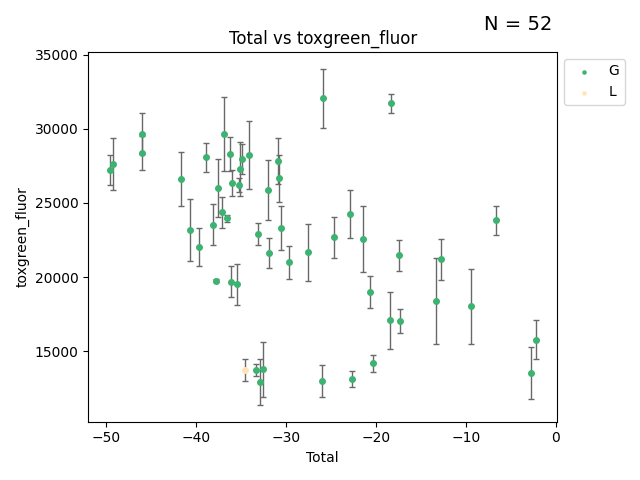 N = 52
Total vs toxgreen_fluor
35000
30000
25000
20000
15000
toxgreen_fluor
−50
−40
−30
−20
−10
0
Total
G
L